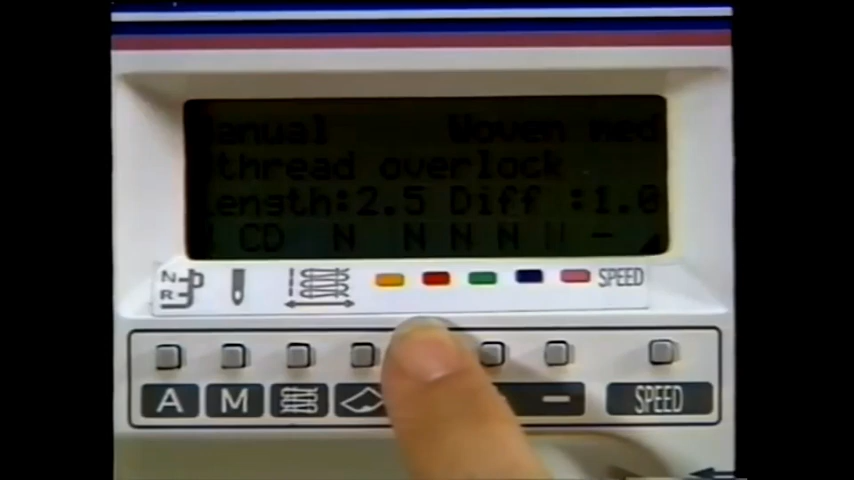 anual Woven med
thread overlock
ength:2.5 Diff :1.0
CD N N N N -
N
R
SPEED
A M - SPEED